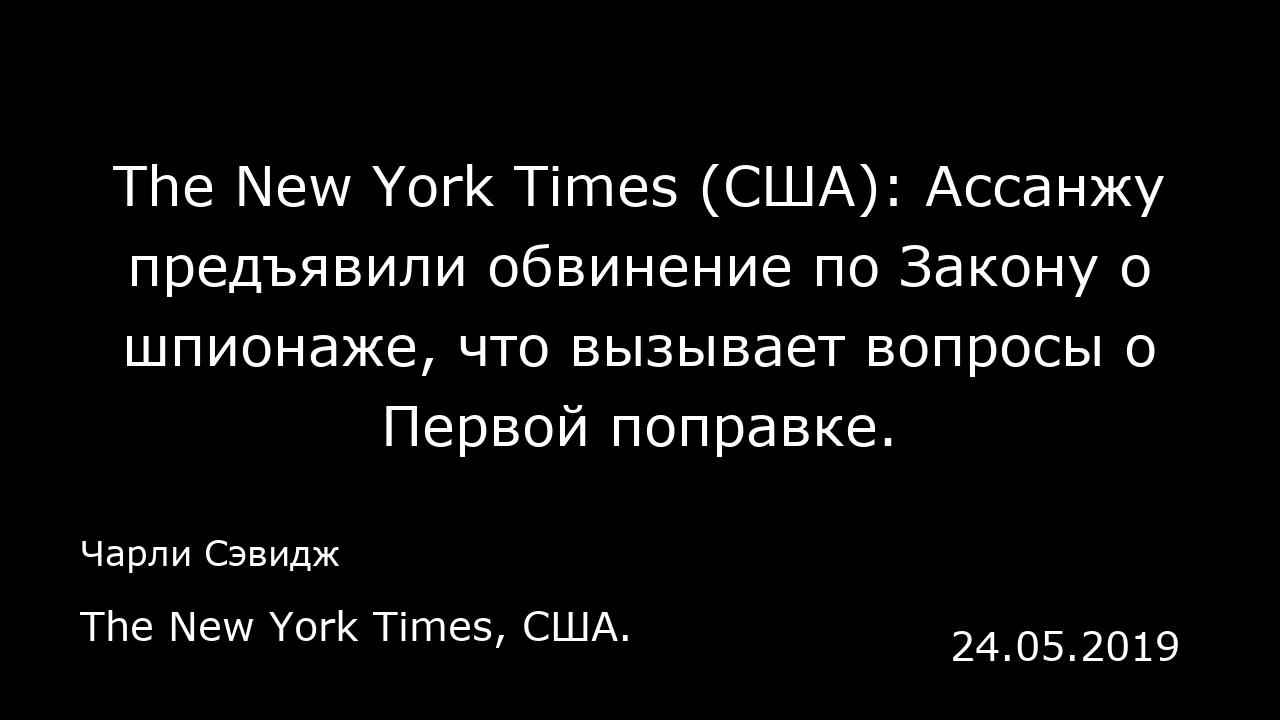 The New York Times (США): Ассанжу
предъявили обвинение по Закону о
шпионаже, что вызывает вопросы о
Первой поправке.
Чарли Сэвидж
The New York Times, США.
24.05.2019